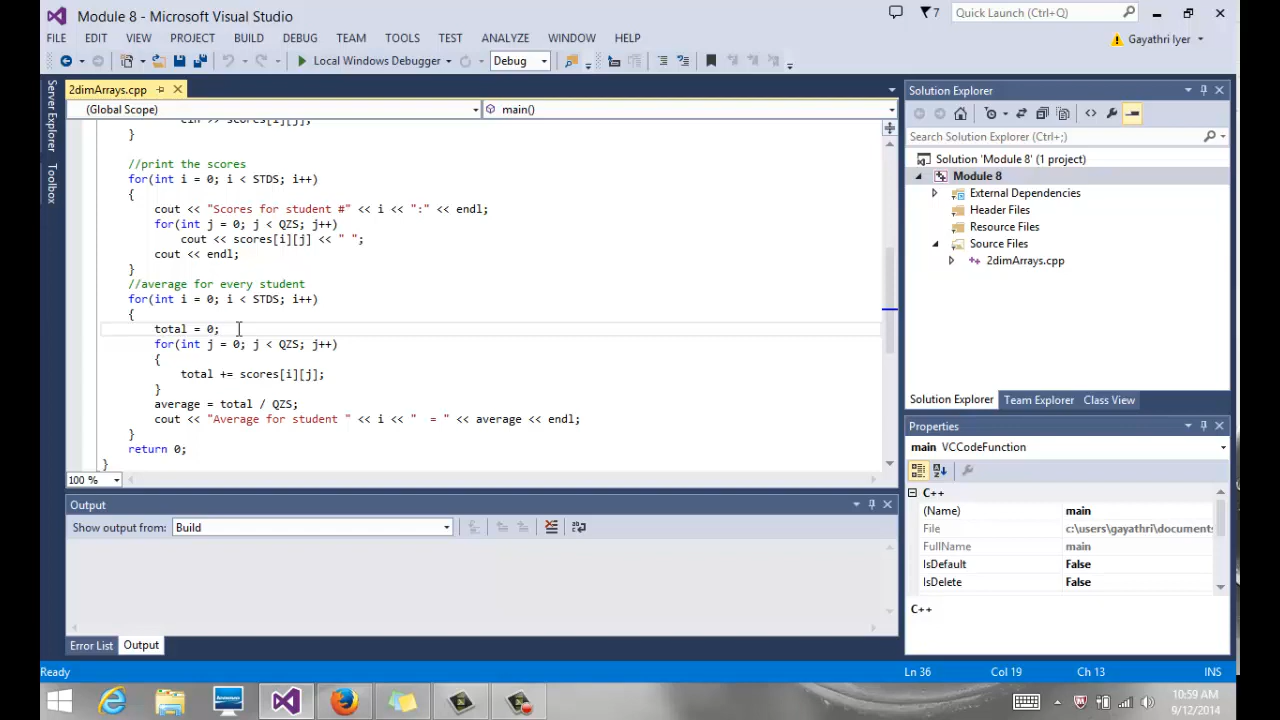 Module 8 - Microsoft Visual Studio
7
Quick Launch (Ctrl+Q)
FILE EDIT VIEW PROJECT BUILD DEBUG TEAM TOOLS TEST ANALYZE WINDOW HELP
Gayathri Iyer
Local Windows Debugger
Debug
Server Explorer
Toolbox
2dimArrays.cpp
(Global Scope)
main()
cin >> scores[i][j];
}
//print the scores
for(int i = 0; i < STDS; i++)
{
cout << "Scores for student #" << i << ":" << endl;
for(int j = 0; j < QZS; j++)
cout << scores[i][j] << " ";
cout << endl;
}
//average for every student
for(int i = 0; i < STDS; i++)
{
total = 0;
for(int j = 0; j < QZS; j++)
{
total += scores[i][j];
}
average = total / QZS;
cout << "Average for student " << i << "  = " << average << endl;
}
return 0;
}
100 %
Output
Show output from: Build
Error List Output
Solution Explorer
Search Solution Explorer (Ctrl+;)
Solution 'Module 8' (1 project)
Module 8
External Dependencies
Header Files
Resource Files
Source Files
2dimArrays.cpp
Solution Explorer Team Explorer Class View
Properties
main VCCodeFunction
C++
(Name) main
File c:\users\gayathri\documents
FullName main
IsDefault False
IsDelete False
C++
Ready Ln 36 Col 19 Ch 13 INS
10:59 AM
9/12/2014